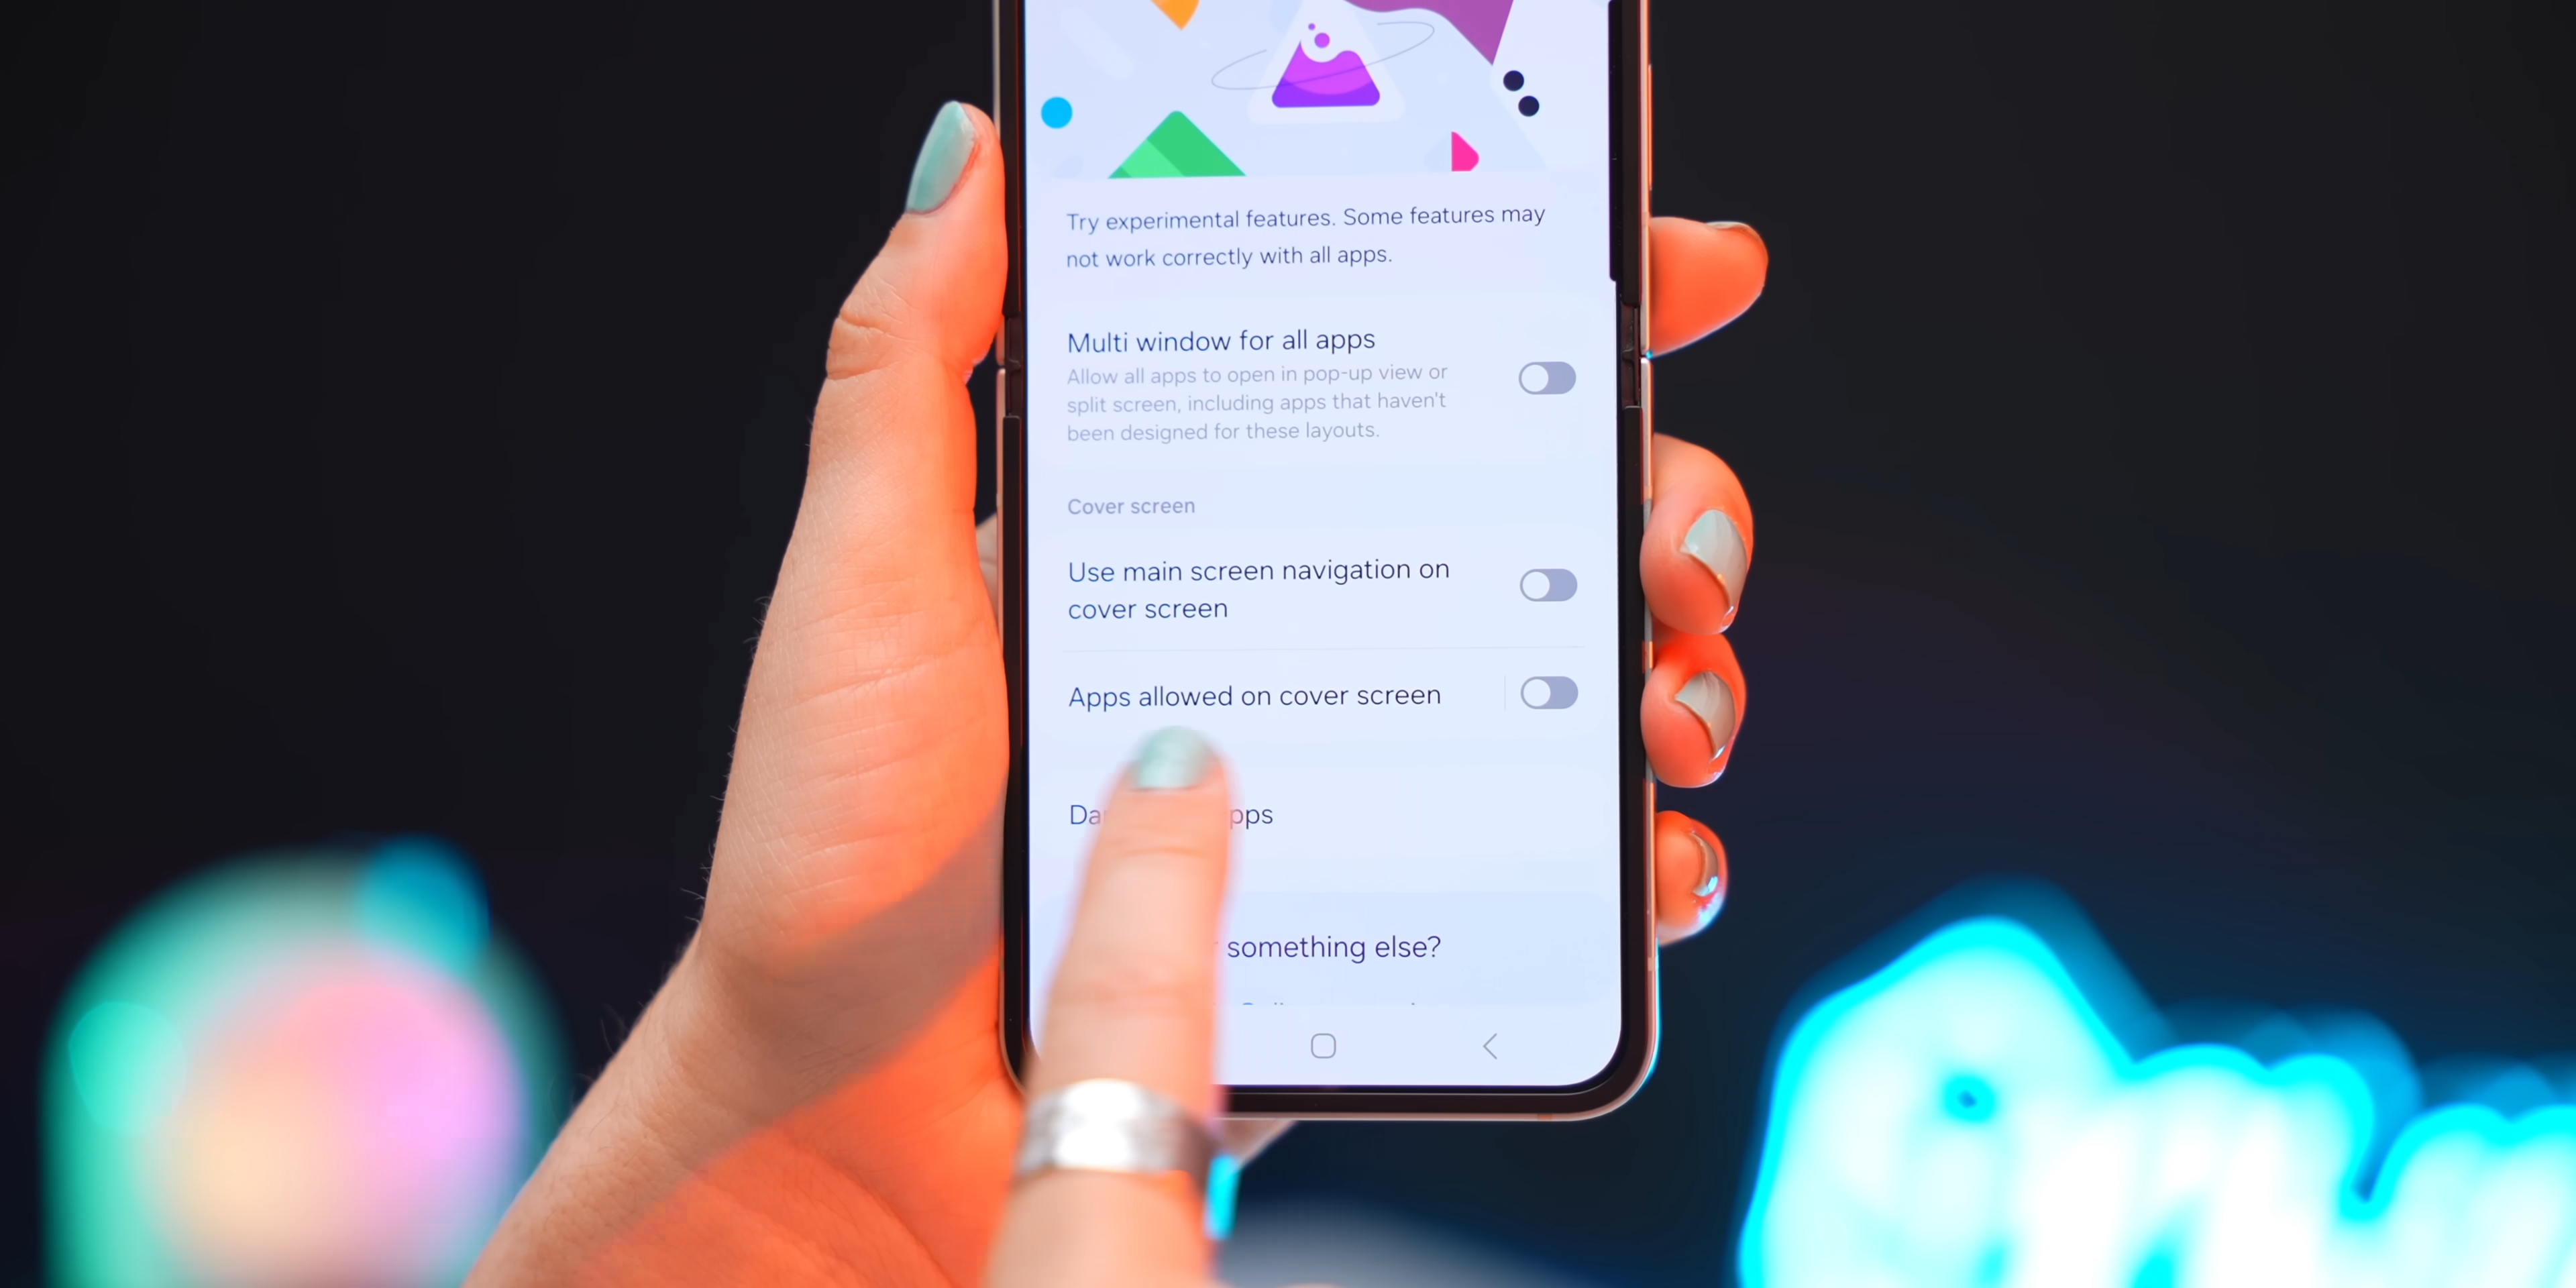 Try experimental features. Some features may
not work correctly with all apps.
Multi window for all apps
Allow all apps to open in pop-up view or
split screen, including apps that haven't
been designed for these layouts.
Cover screen
Use main screen navigation on
cover screen
Apps allowed on cover screen
something else?